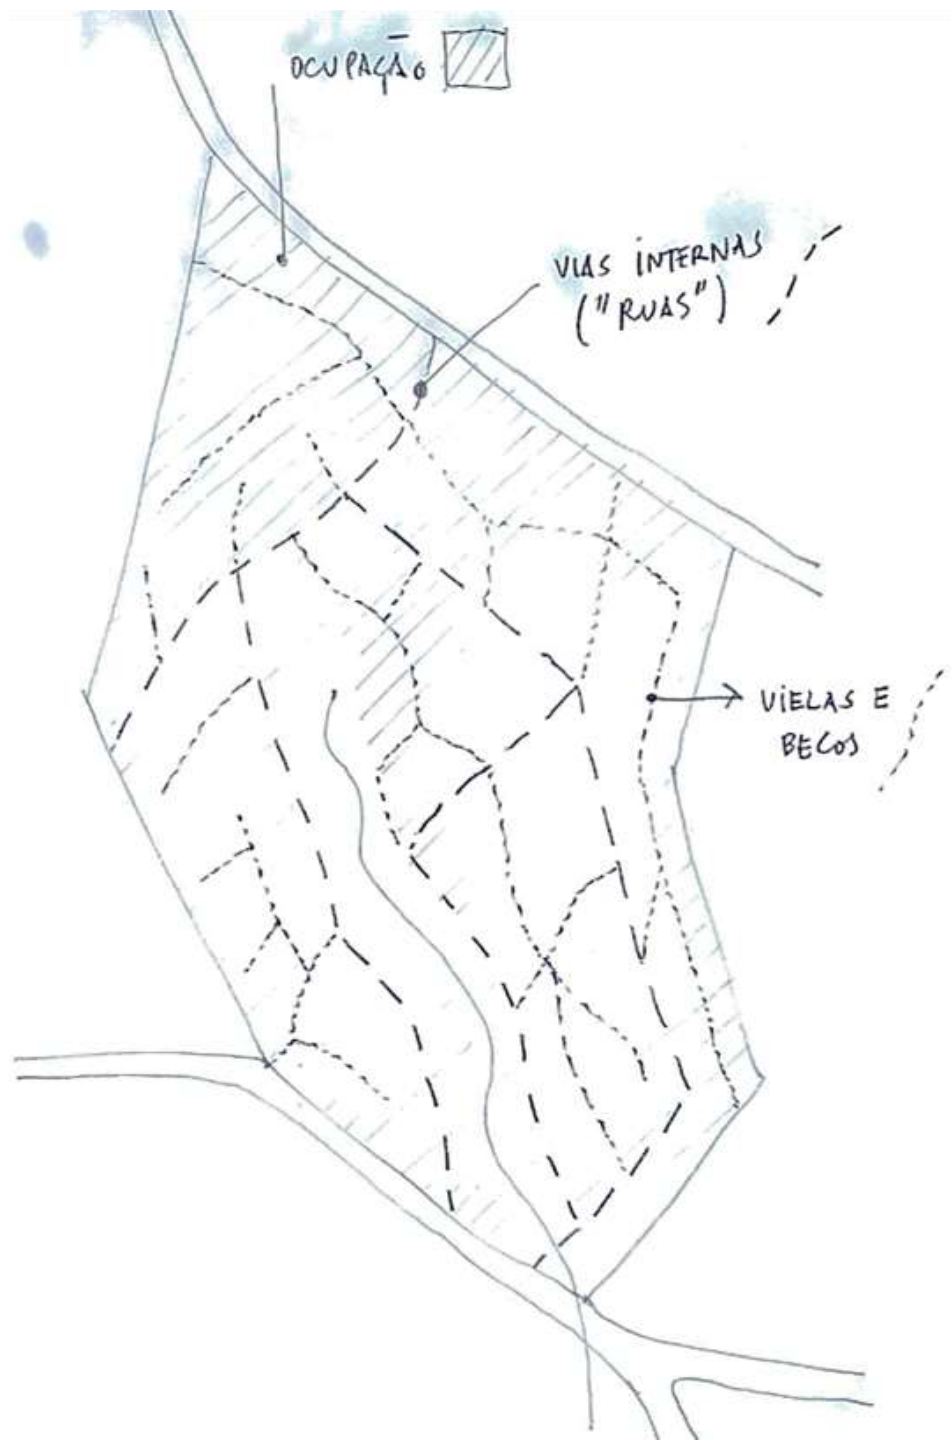 OCUPAÇÃO
VIAS INTERNAS
("RUAS")
VIELAS E
BECOS